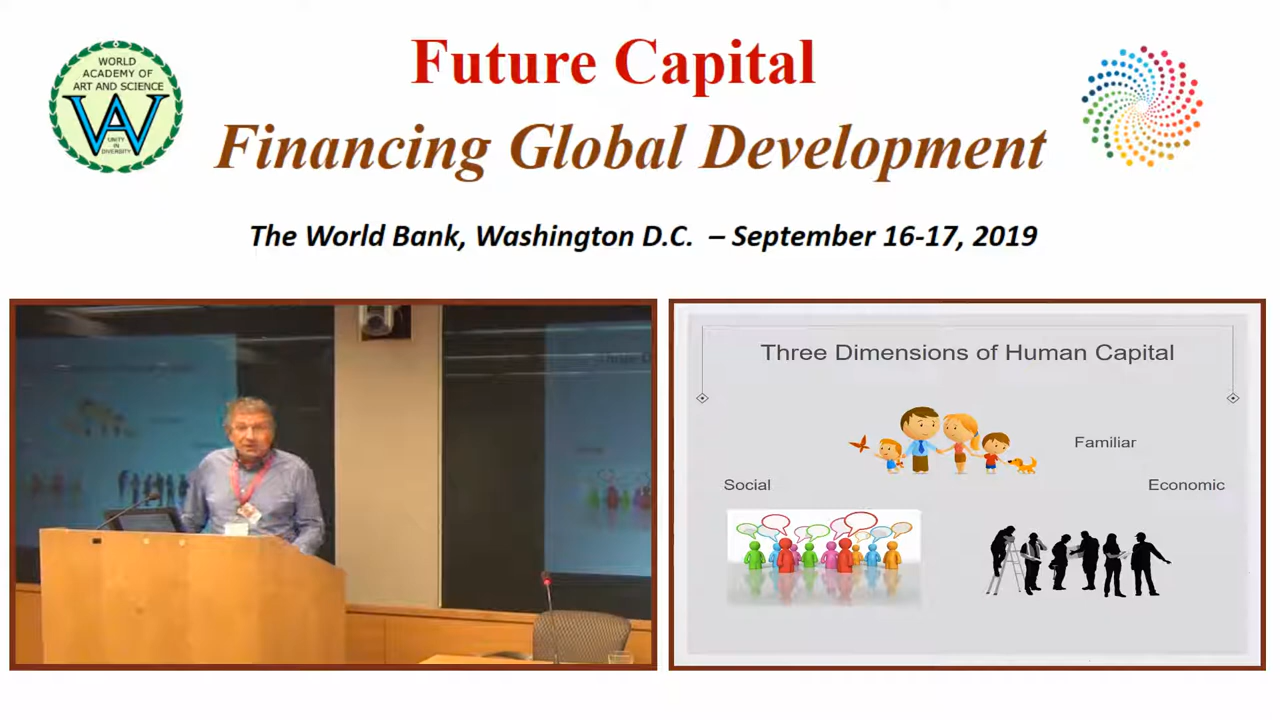 WORLD
ACADEMY OF
ART AND SCIENCE
UNITY
IN
DIVERSITY
Future Capital
Financing Global Development
The World Bank, Washington D.C. – September 16-17, 2019
Three Dimensions of Human Capital
Familiar
Social
Economic